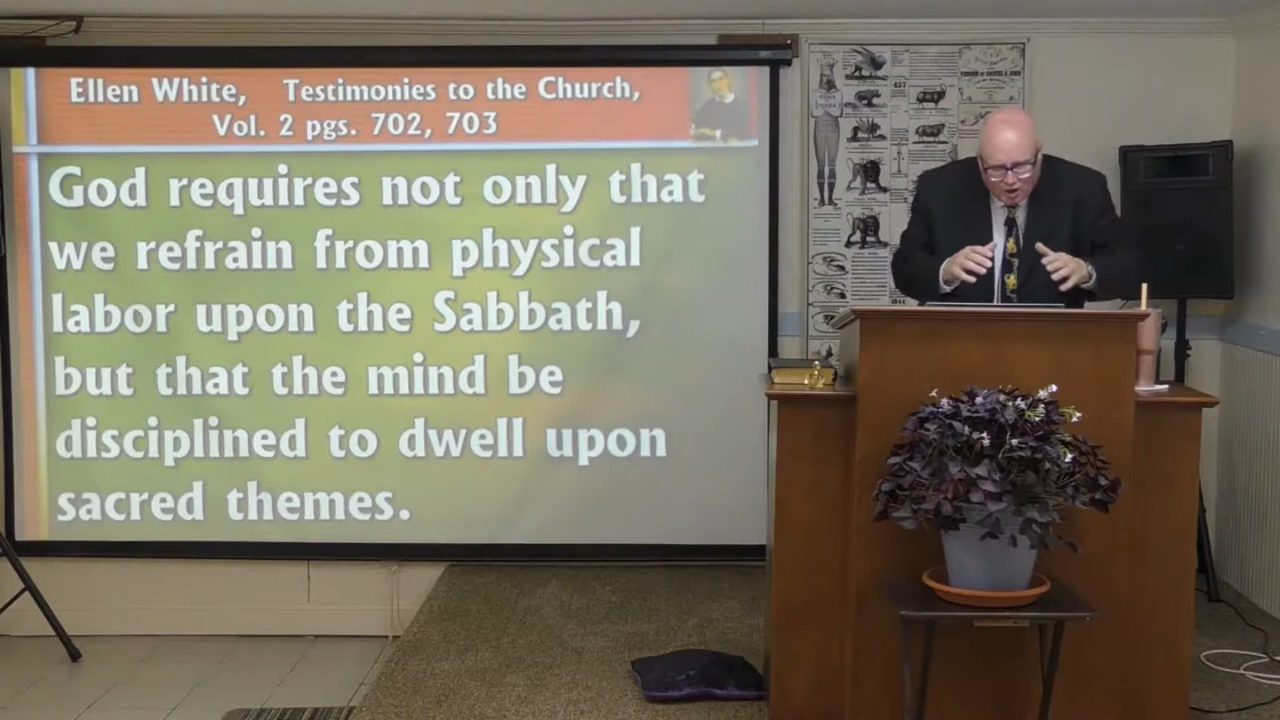 Ellen White, Testimonies to the Church,
Vol. 2 pgs. 702, 703
God requires not only that
we refrain from physical
labor upon the Sabbath,
but that the mind be
disciplined to dwell upon
sacred themes.